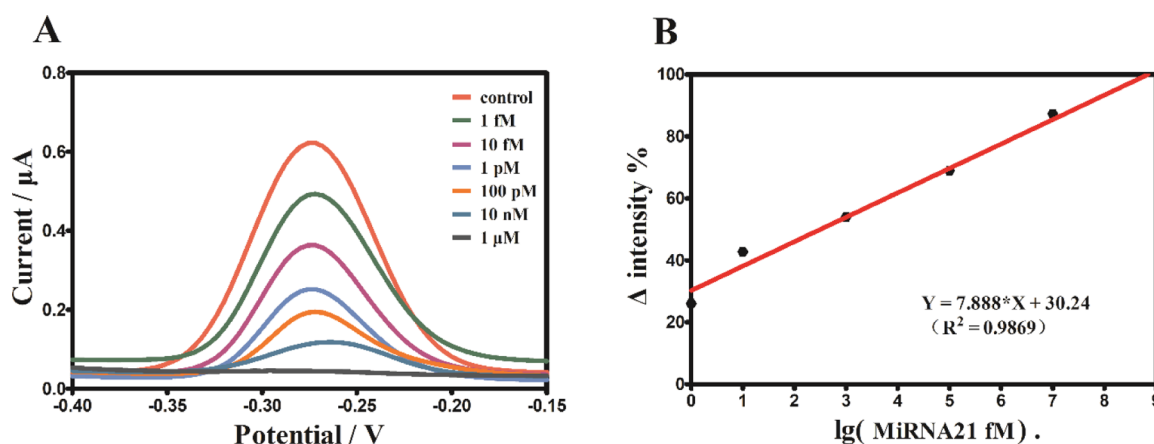 A
0.8
0.6
0.4
0.2
0.0
-0.40
-0.35
-0.30
-0.25
-0.20
-0.15
Current / μA
Potential / V
control
1 fM
10 fM
1 pM
100 pM
10 nM
1 μM
B
100
80
60
40
20
0
0
1
2
3
4
5
6
7
8
9
Δ intensity %
lg( MiRNA21 fM) .
Y = 7.888*X + 30.24
（R² = 0.9869）